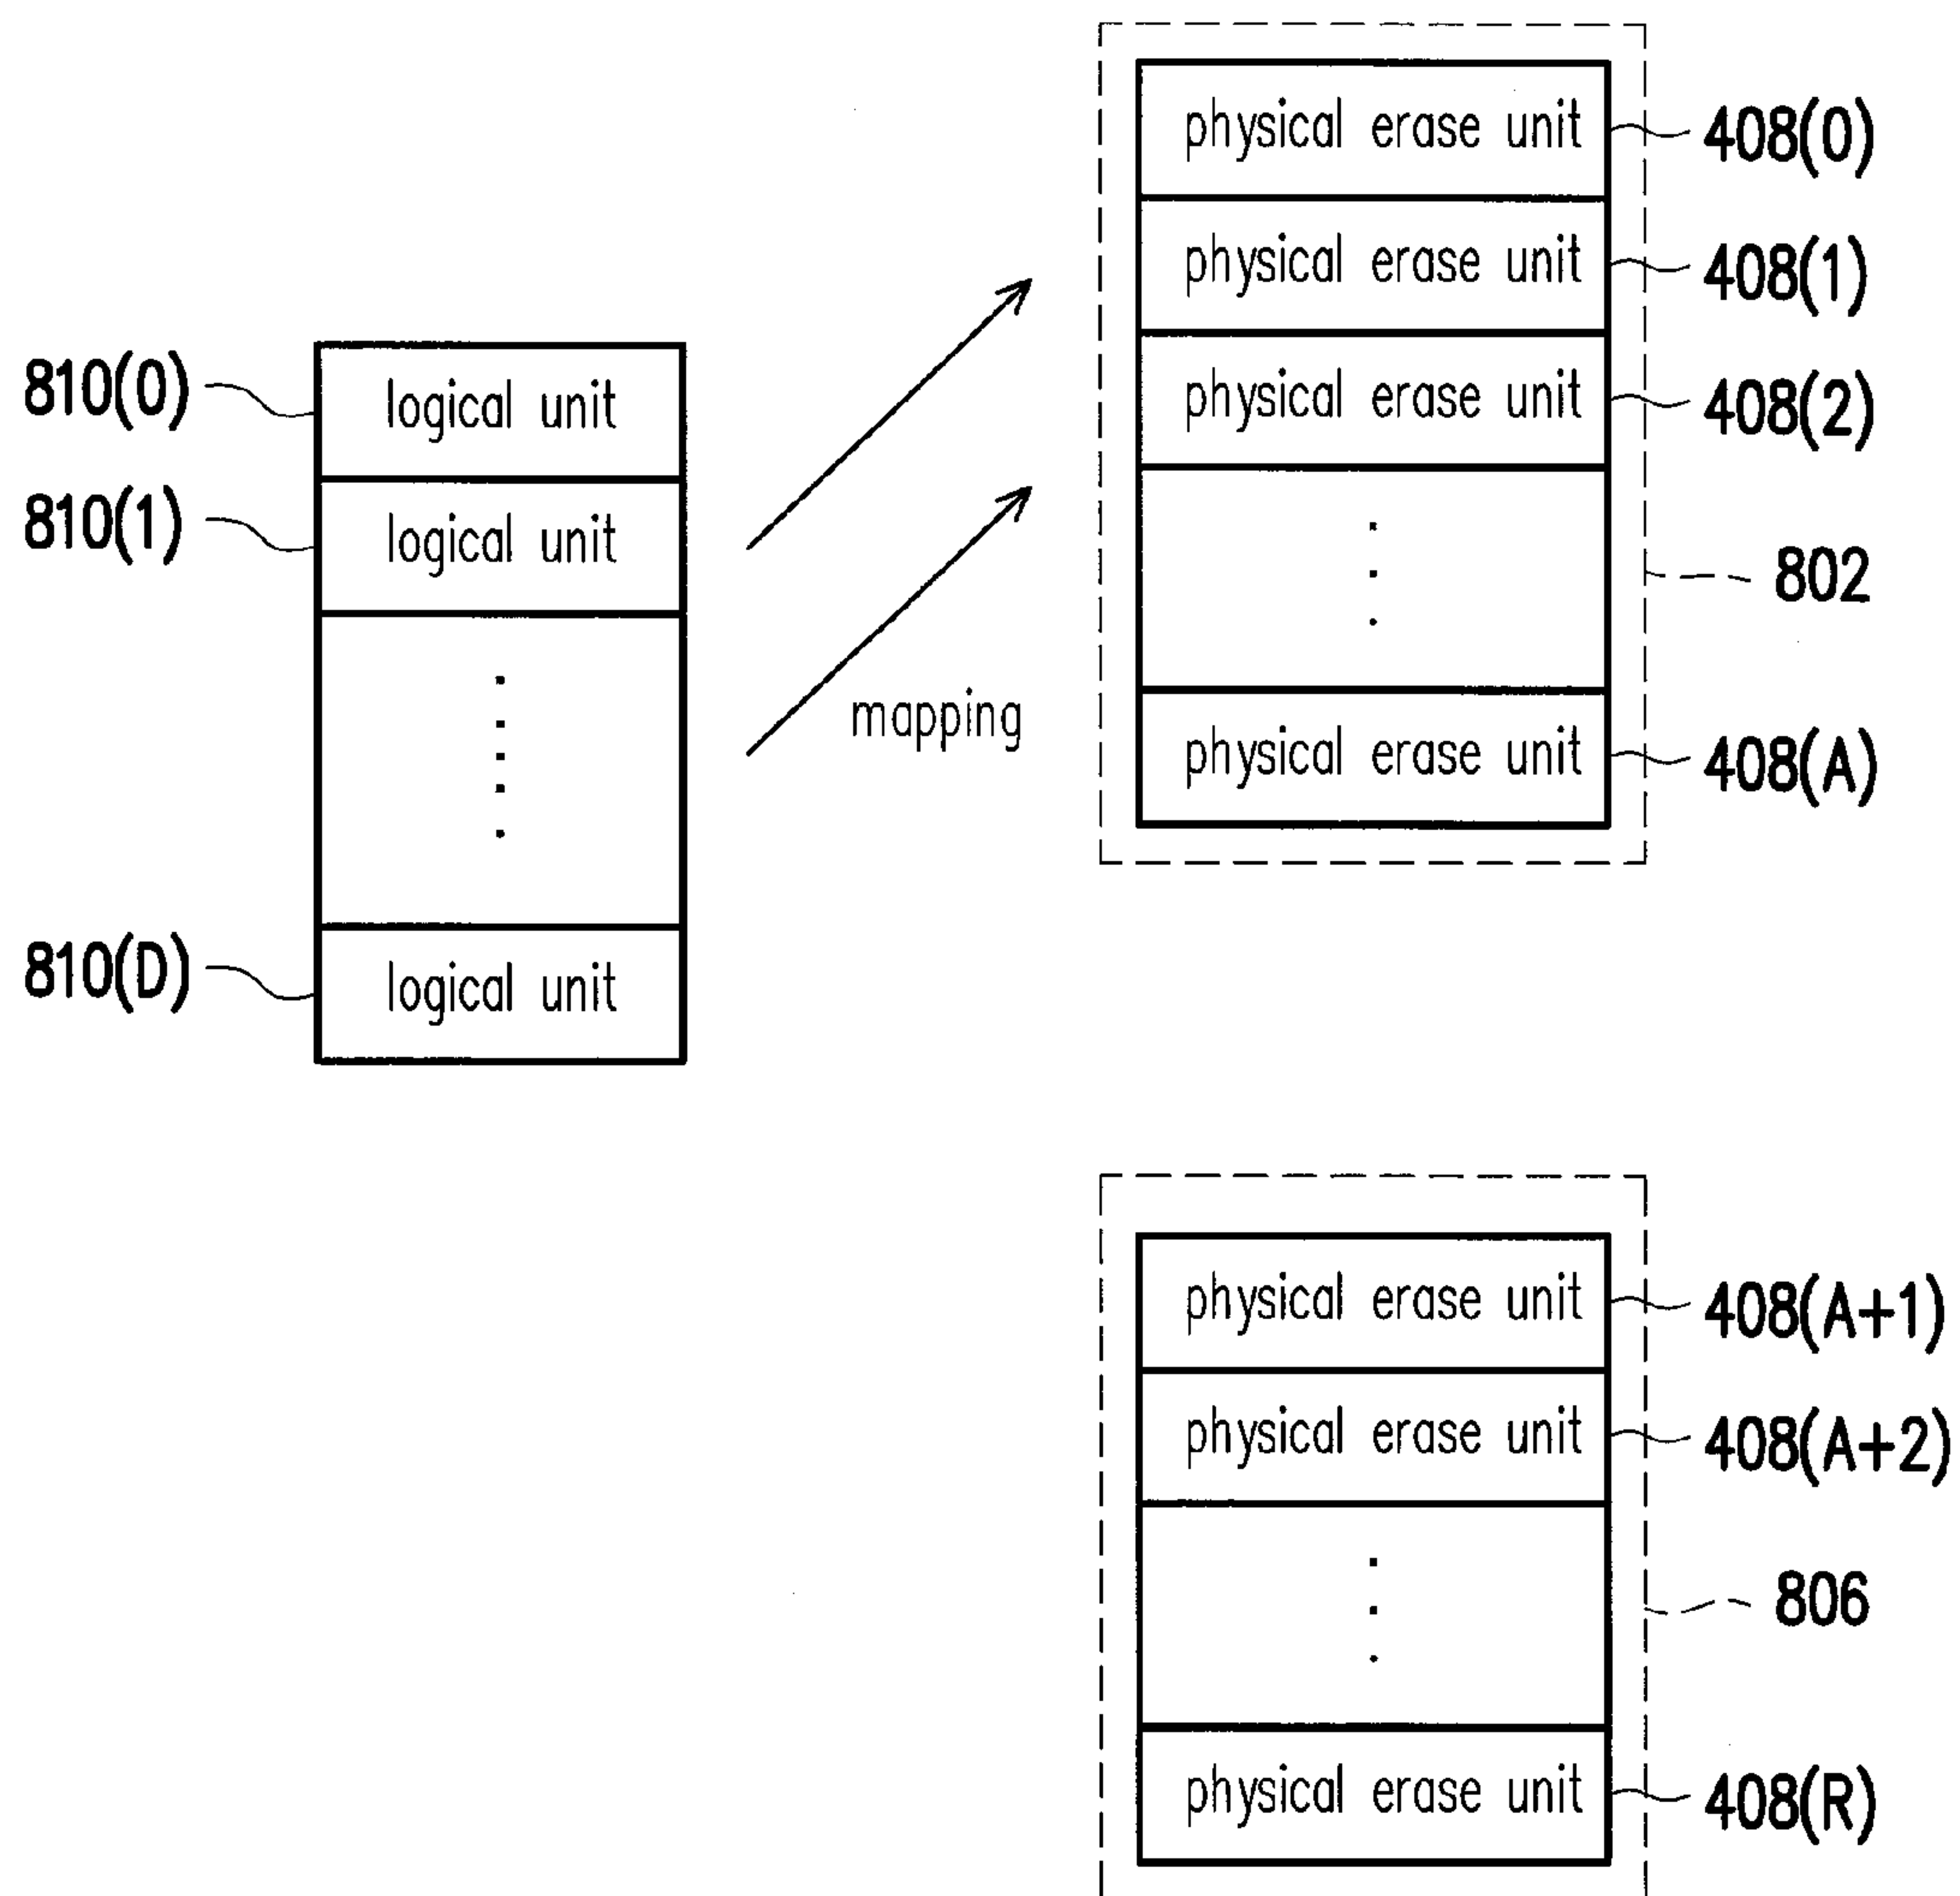 physical erase unit 408(0)
physical erase unit 408(1)
physical erase unit 408(2)
802
physical erase unit 408(A)
810(0) logical unit
810(1) logical unit
810(D) logical unit
mapping
physical erase unit 408(A+1)
physical erase unit 408(A+2)
806
physical erase unit 408(R)